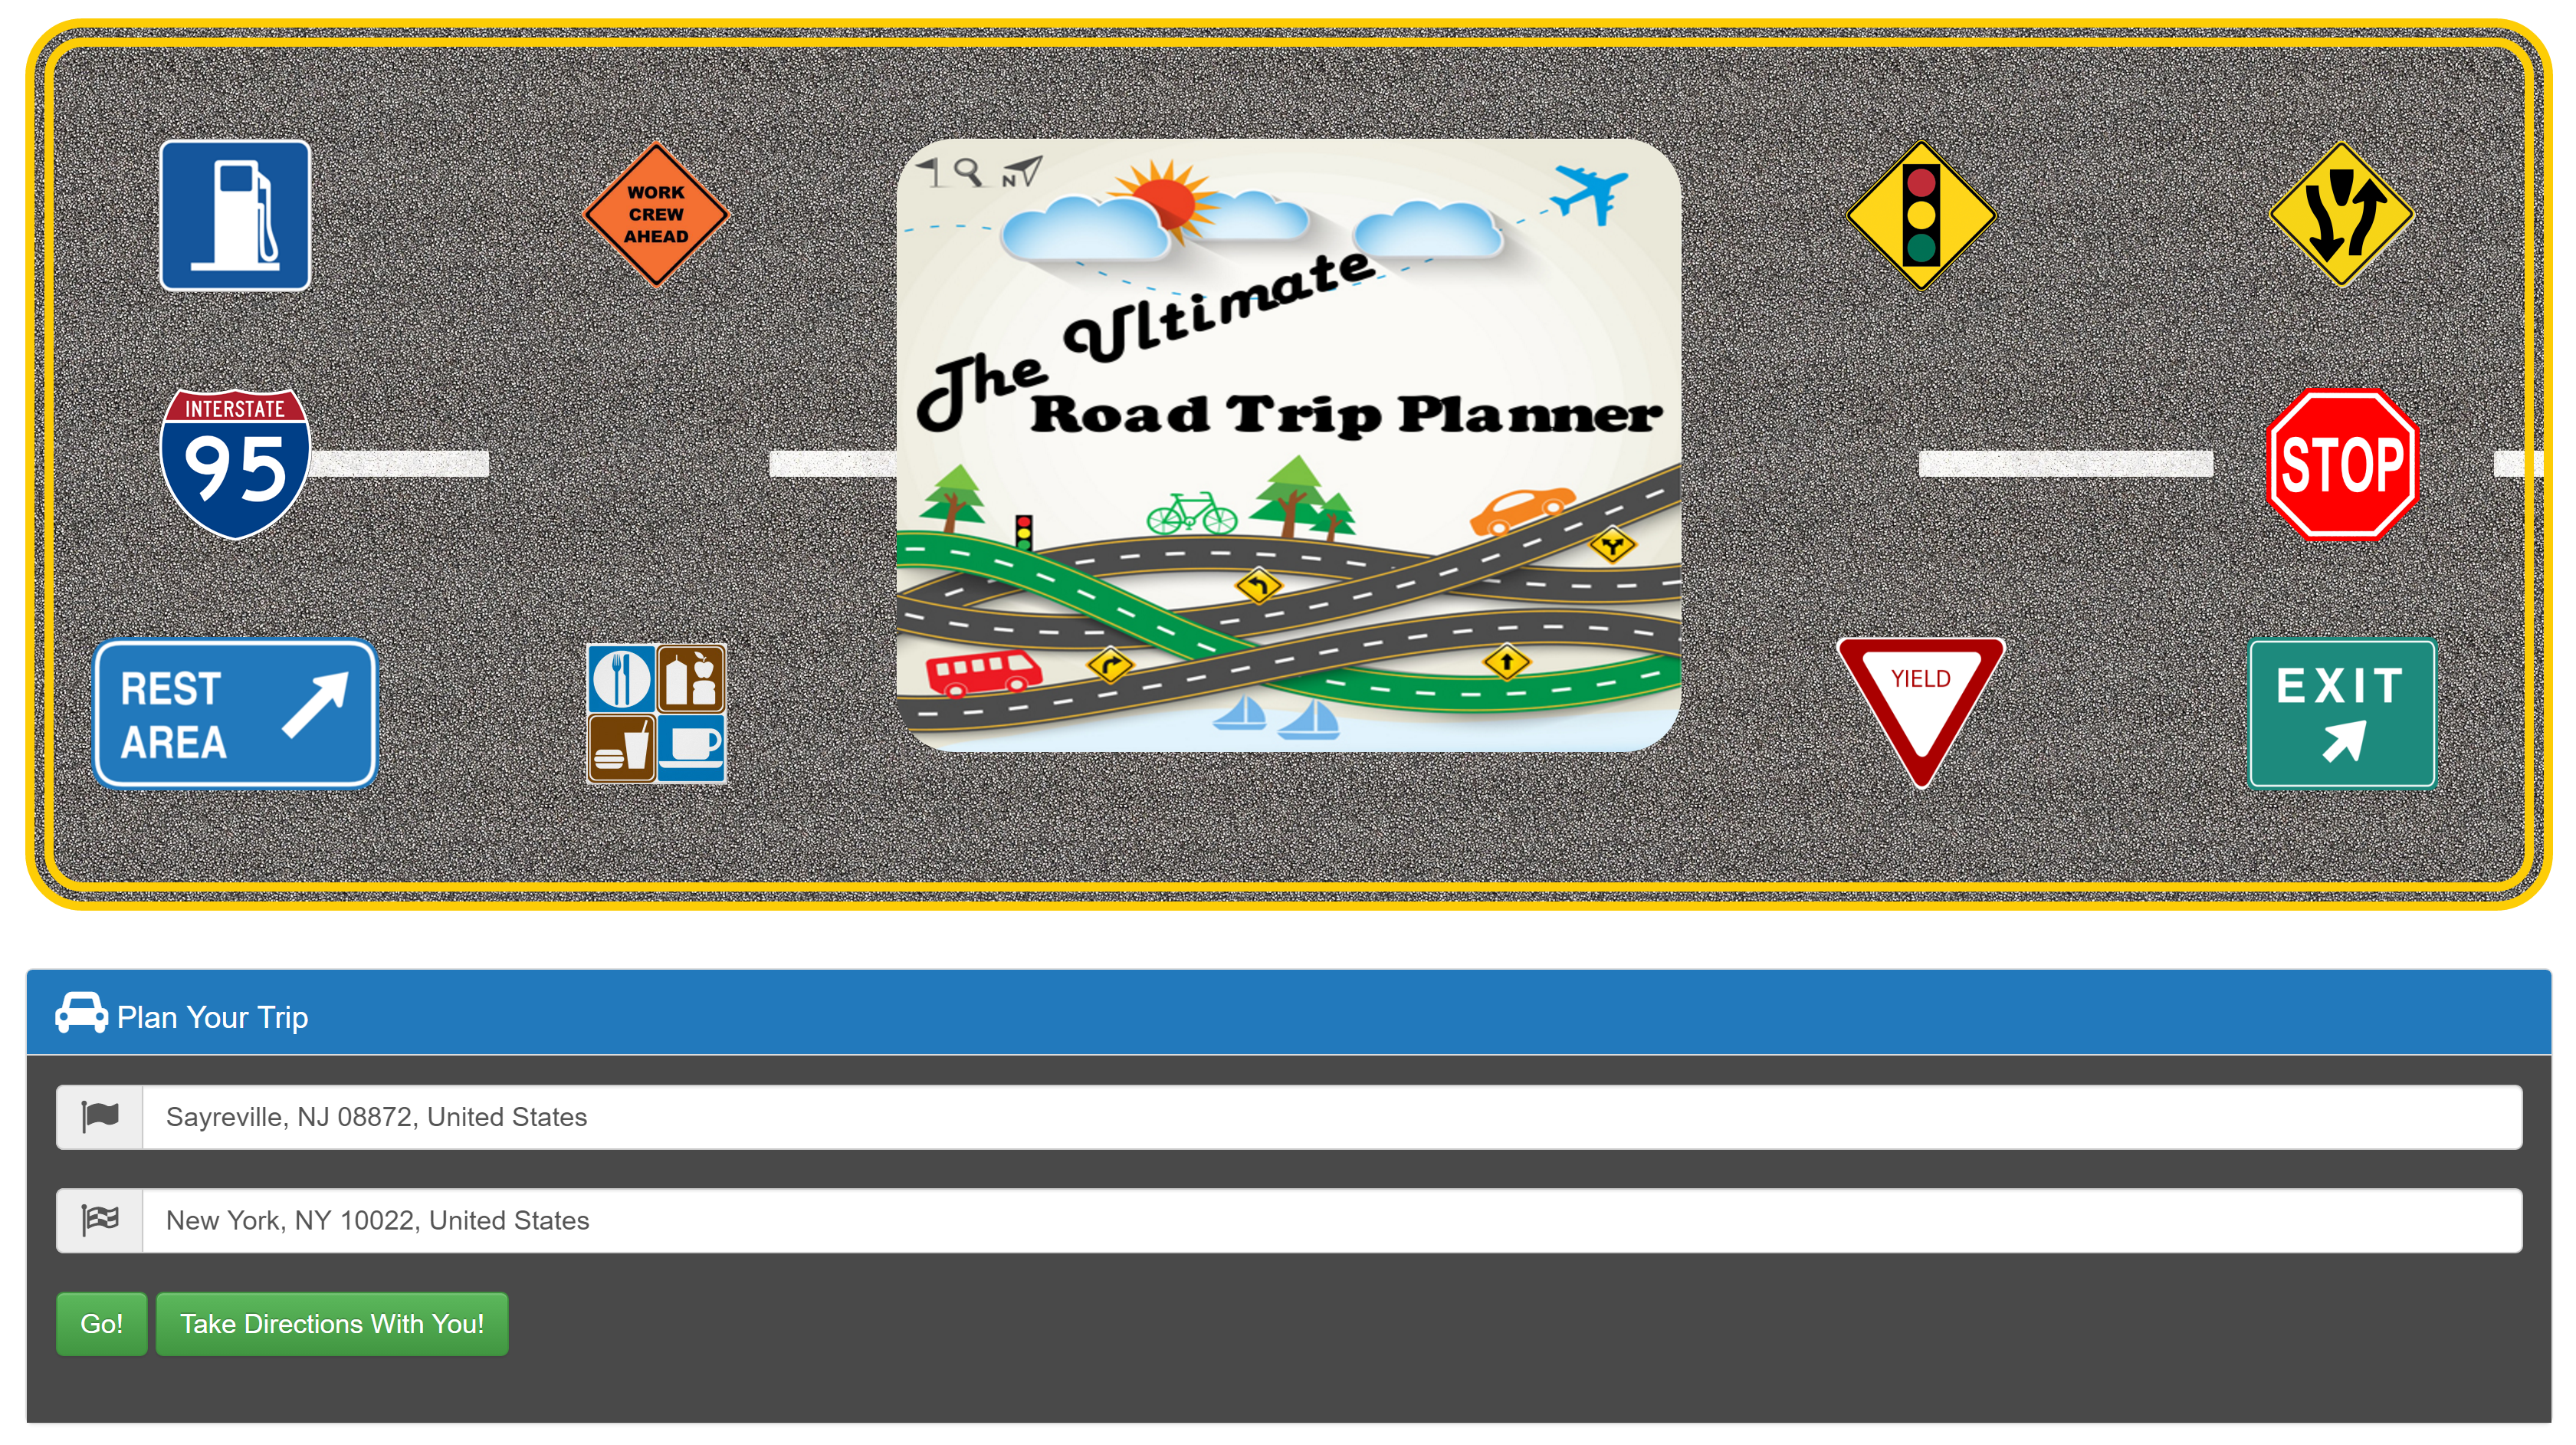 WORK
CREW
AHEAD
N
The Ultimate
Road Trip Planner
INTERSTATE
95
STOP
REST
AREA
YIELD
EXIT
Plan Your Trip
Sayreville, NJ 08872, United States
New York, NY 10022, United States
Go!
Take Directions With You!